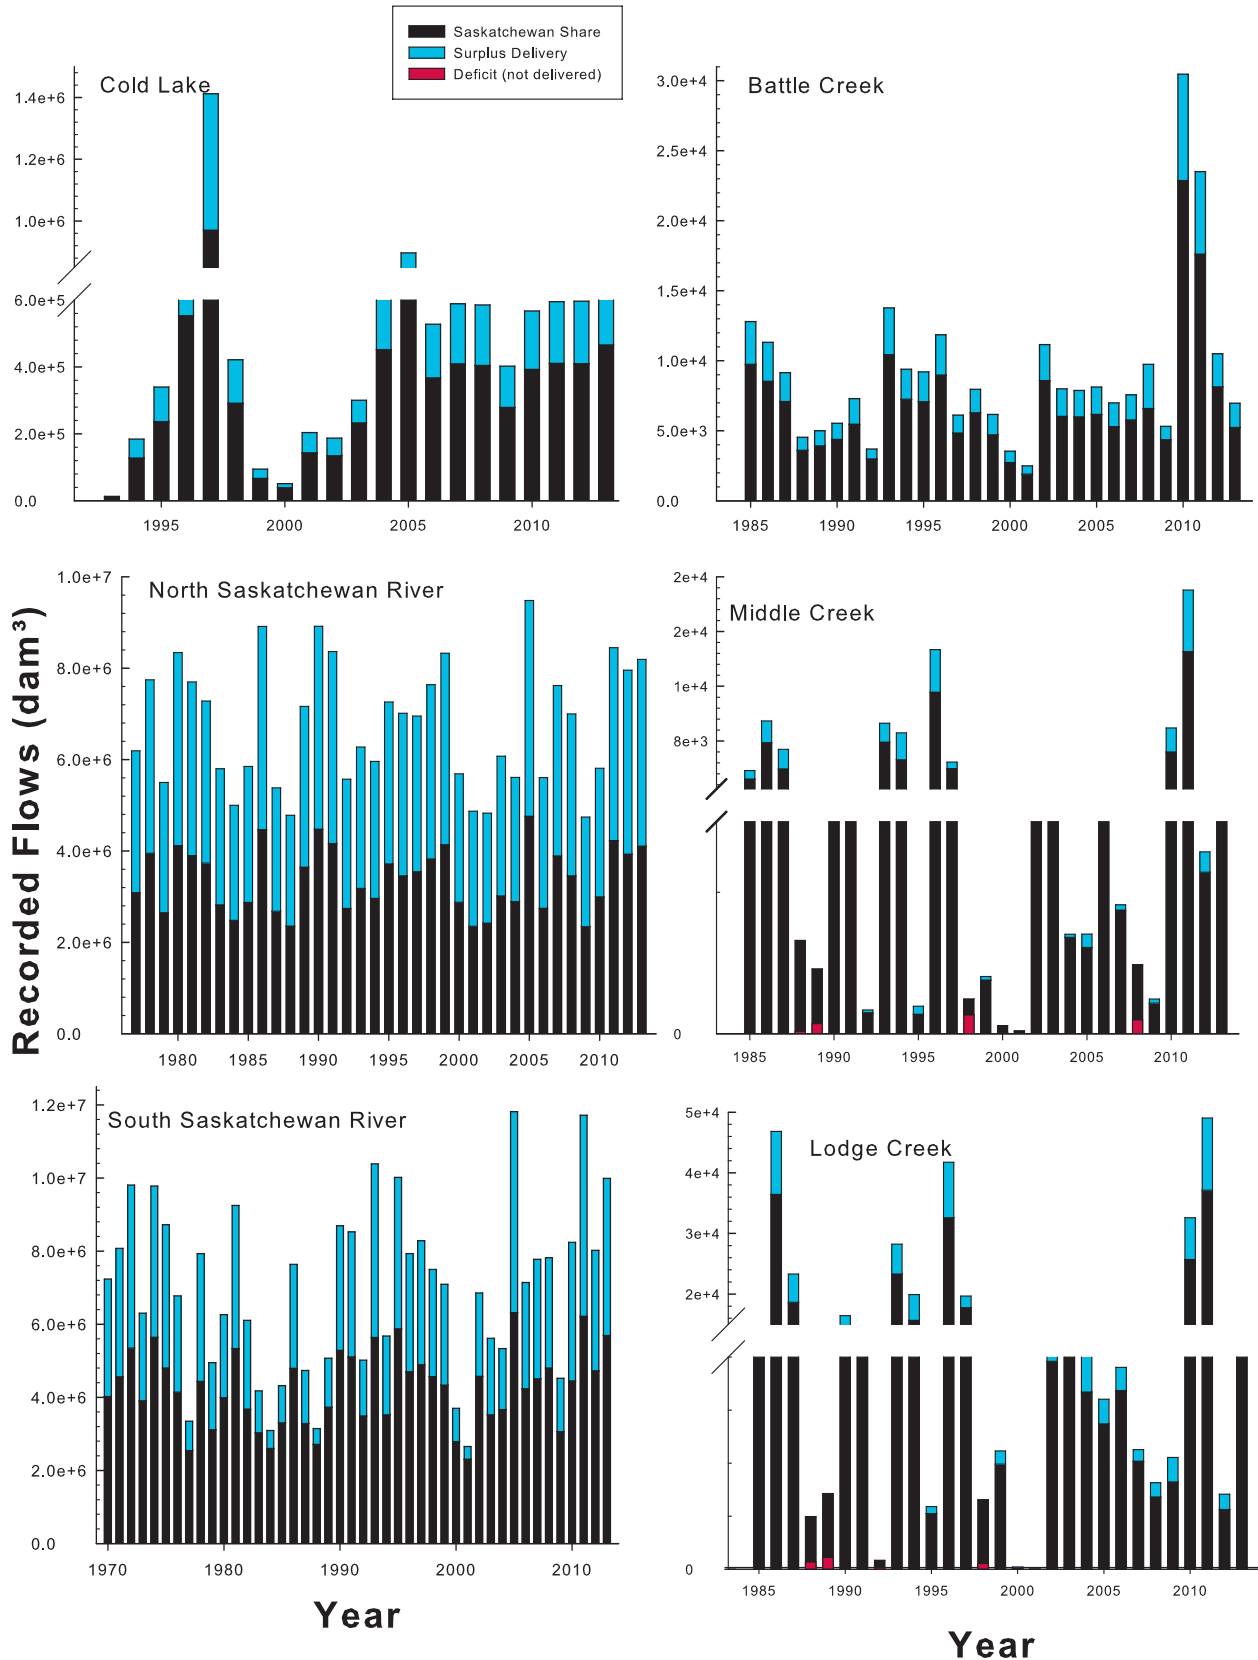 Saskatchewan Share
Surplus Delivery
Deficit (not delivered)
Cold Lake
1.4e+6
1.2e+6
1.0e+6
6.0e+5
4.0e+5
2.0e+5
0.0
1995
2000
2005
2010
Battle Creek
3.0e+4
2.5e+4
2.0e+4
1.5e+4
1.0e+4
5.0e+3
0.0
1985
1990
1995
2000
2005
2010
Recorded Flows (dam³)
North Saskatchewan River
1.0e+7
8.0e+6
6.0e+6
4.0e+6
2.0e+6
0.0
1980
1985
1990
1995
2000
2005
2010
Middle Creek
2e+4
2e+4
1e+4
8e+3
0
1985
1990
1995
2000
2005
2010
South Saskatchewan River
1.2e+7
1.0e+7
8.0e+6
6.0e+6
4.0e+6
2.0e+6
0.0
1970
1980
1990
2000
2010
Year
Lodge Creek
5e+4
4e+4
3e+4
2e+4
0
1985
1990
1995
2000
2005
2010
Year